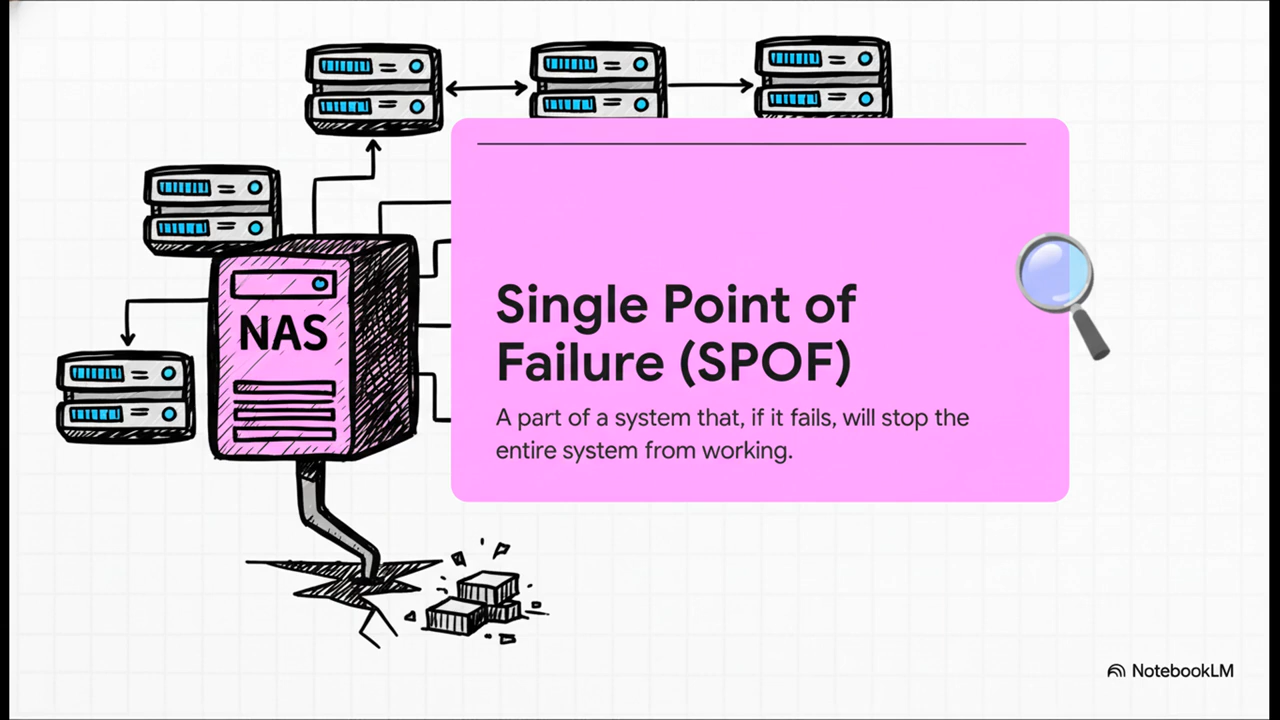 NAS
Single Point of
Failure (SPOF)
A part of a system that, if it fails, will stop the
entire system from working.
NotebookLM